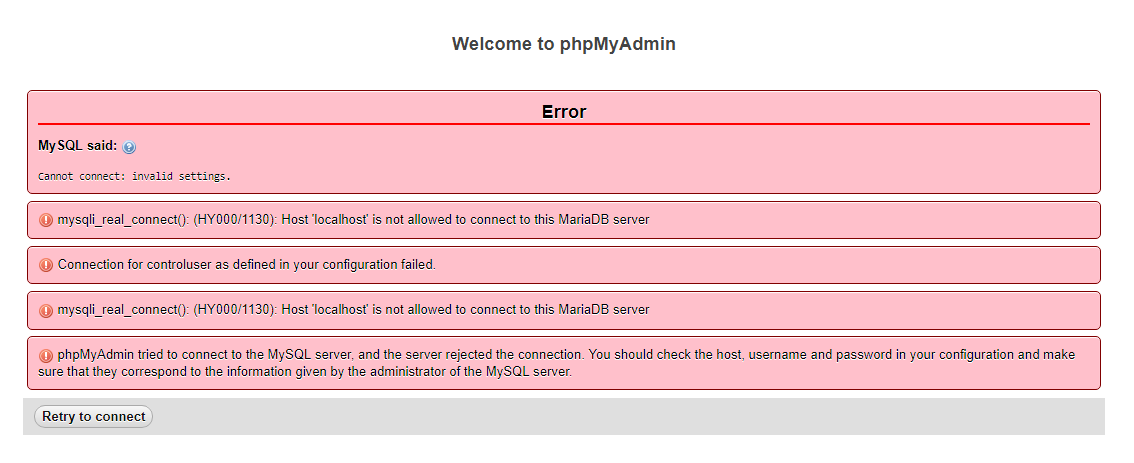 Welcome to phpMyAdmin
Error
MySQL said:
Cannot connect: invalid settings.
mysqli_real_connect(): (HY000/1130): Host 'localhost' is not allowed to connect to this MariaDB server
Connection for controluser as defined in your configuration failed.
mysqli_real_connect(): (HY000/1130): Host 'localhost' is not allowed to connect to this MariaDB server
phpMyAdmin tried to connect to the MySQL server, and the server rejected the connection. You should check the host, username and password in your configuration and make
sure that they correspond to the information given by the administrator of the MySQL server.
Retry to connect